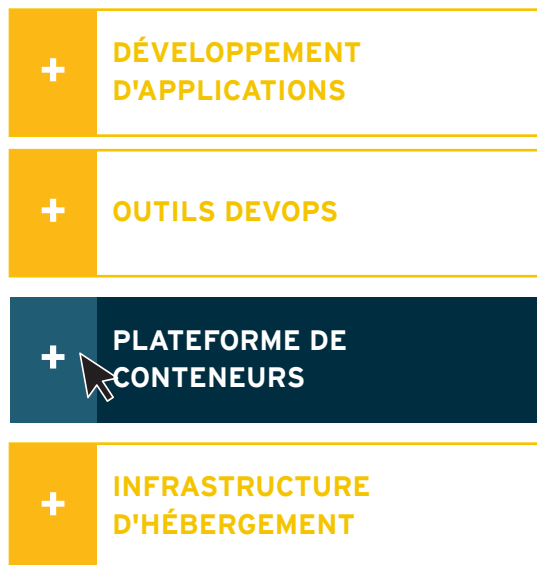 +
DÉVELOPPEMENT
D'APPLICATIONS
+
OUTILS DEVOPS
+
PLATEFORME DE
CONTENEURS
+
INFRASTRUCTURE
D'HÉBERGEMENT